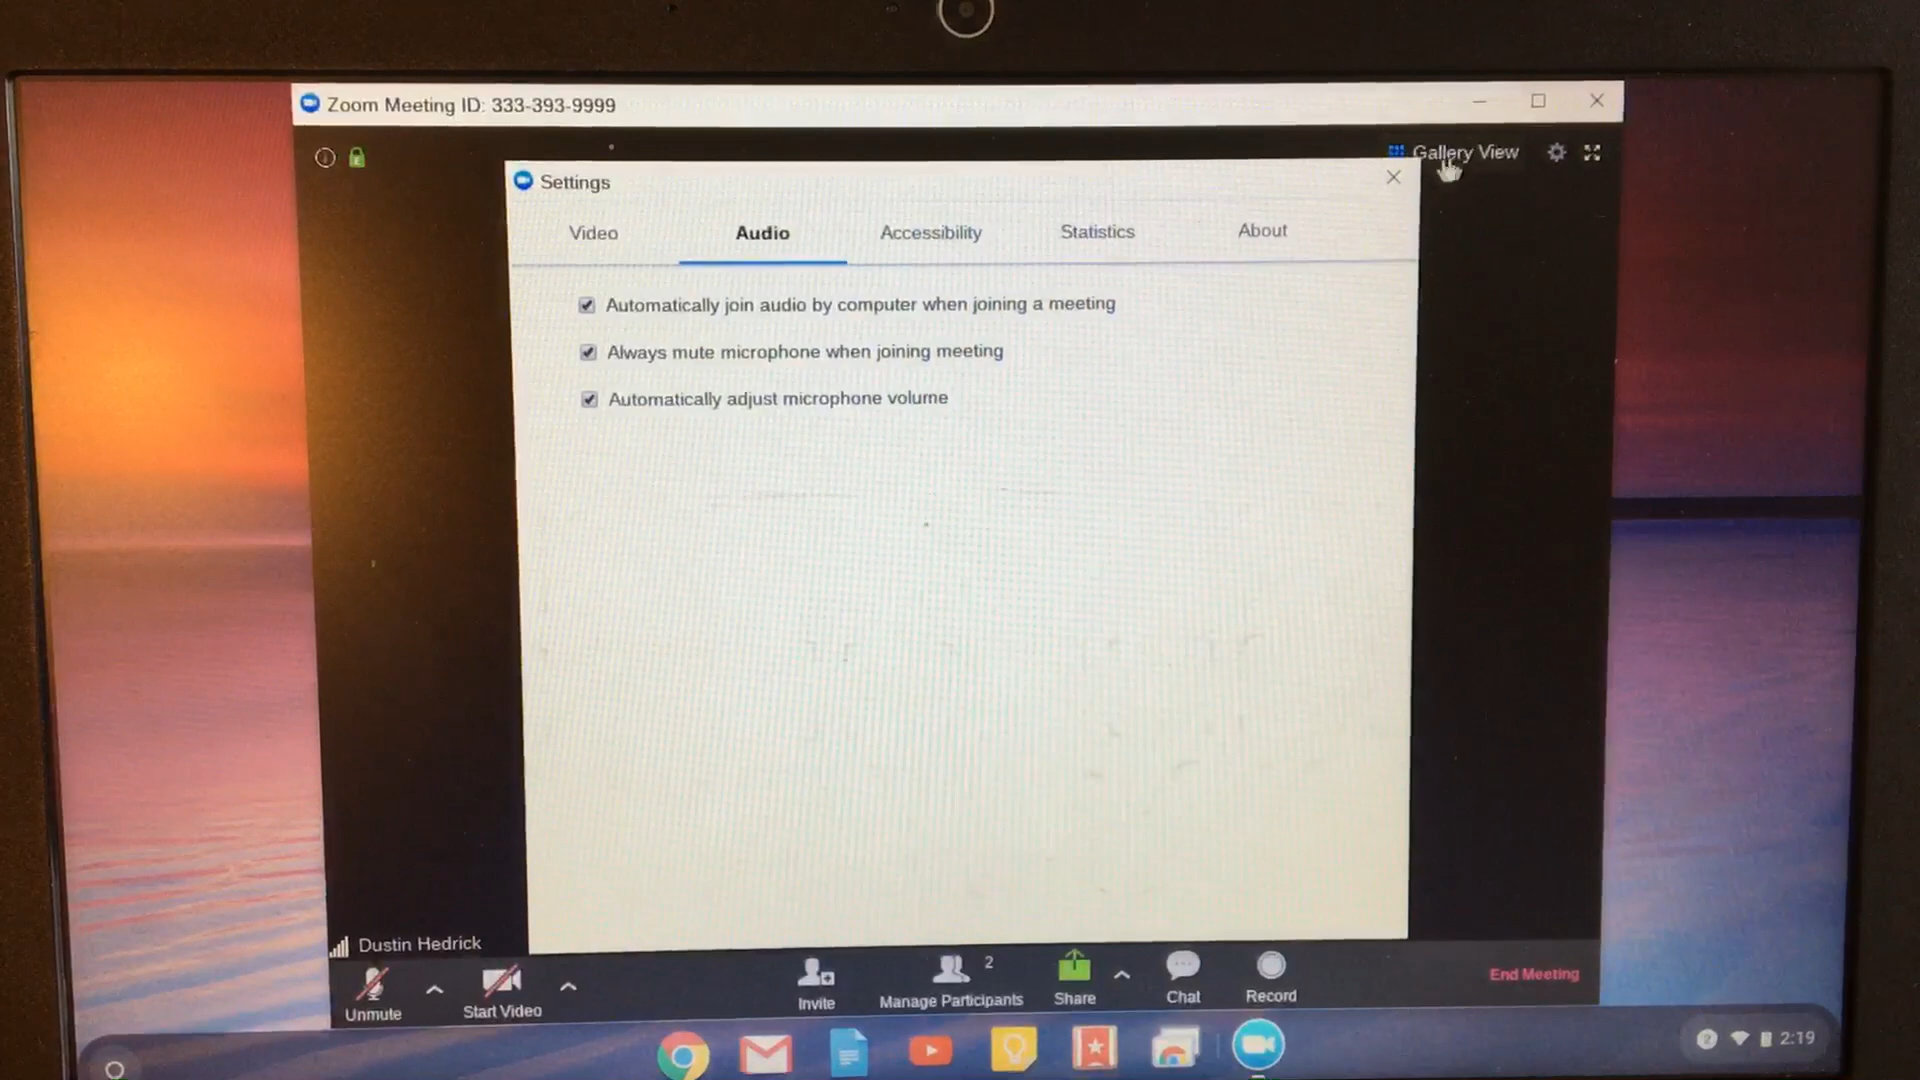 Zoom Meeting ID: 333-393-9999
Gallery View
Settings
Video Audio Accessibility Statistics About
Automatically join audio by computer when joining a meeting
Always mute microphone when joining meeting
Automatically adjust microphone volume
Dustin Hedrick
Unmute Start Video Invite Manage Participants 2 Share Chat Record End Meeting
2:19